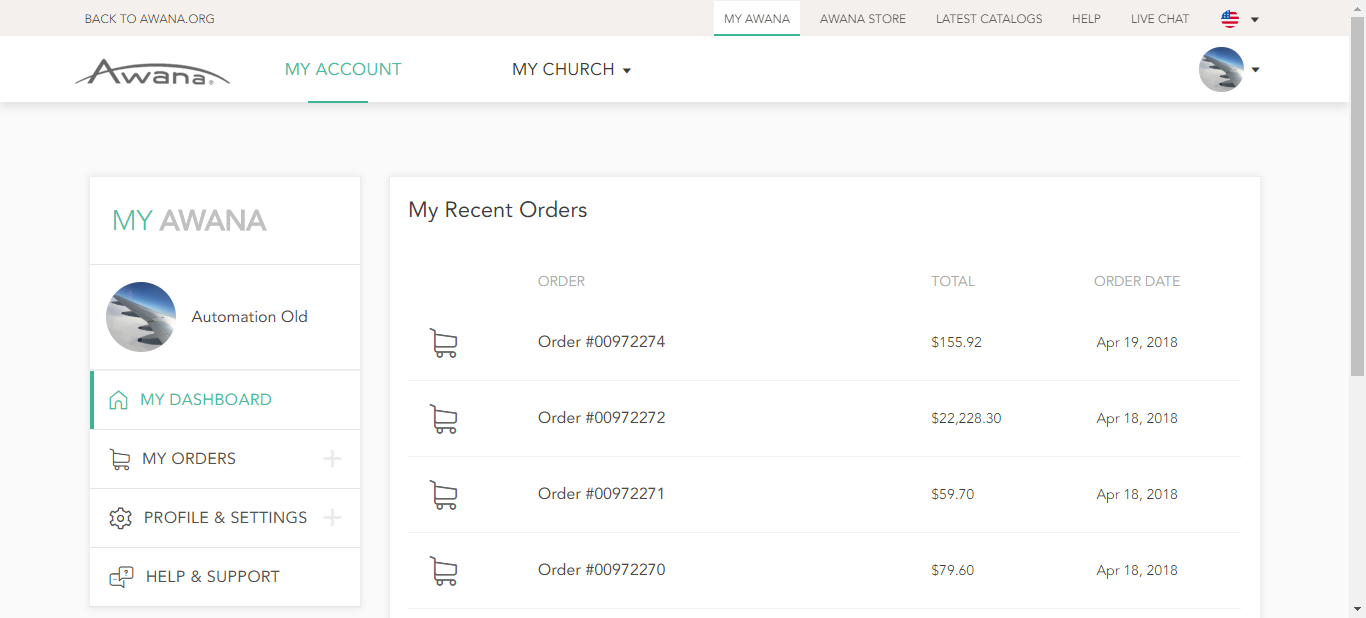 BACK TO AWANA.ORG MY AWANA AWANA STORE LATEST CATALOGS HELP LIVE CHAT
Awana® MY ACCOUNT MY CHURCH
MY AWANA
Automation Old
MY DASHBOARD
MY ORDERS
PROFILE & SETTINGS
HELP & SUPPORT
My Recent Orders
ORDER TOTAL ORDER DATE
Order #00972274 $155.92 Apr 19, 2018
Order #00972272 $22,228.30 Apr 18, 2018
Order #00972271 $59.70 Apr 18, 2018
Order #00972270 $79.60 Apr 18, 2018